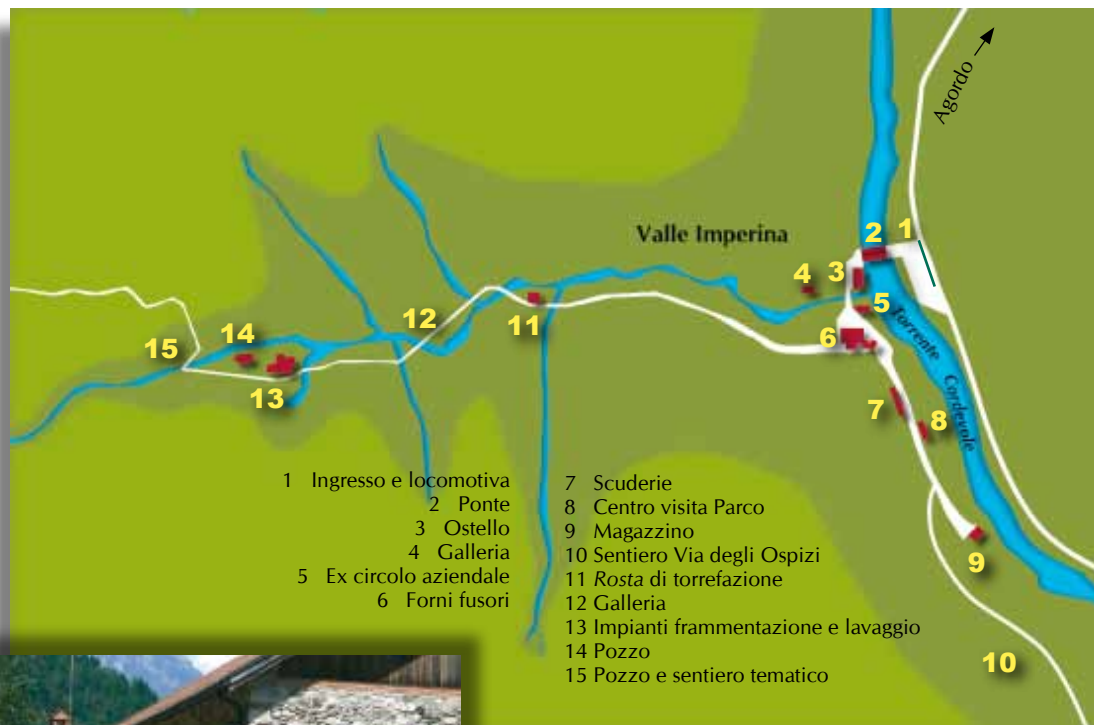 Agordo
Valle Imperina
1
2
3
4
5
Torrente Cordevole
6
12
11
14
15
13
7
8
9
10
1 Ingresso e locomotiva
2 Ponte
3 Ostello
4 Galleria
5 Ex circolo aziendale
6 Forni fusori
7 Scuderie
8 Centro visita Parco
9 Magazzino
10 Sentiero Via degli Ospizi
11 Rosta di torrefazione
12 Galleria
13 Impianti frammentazione e lavaggio
14 Pozzo
15 Pozzo e sentiero tematico